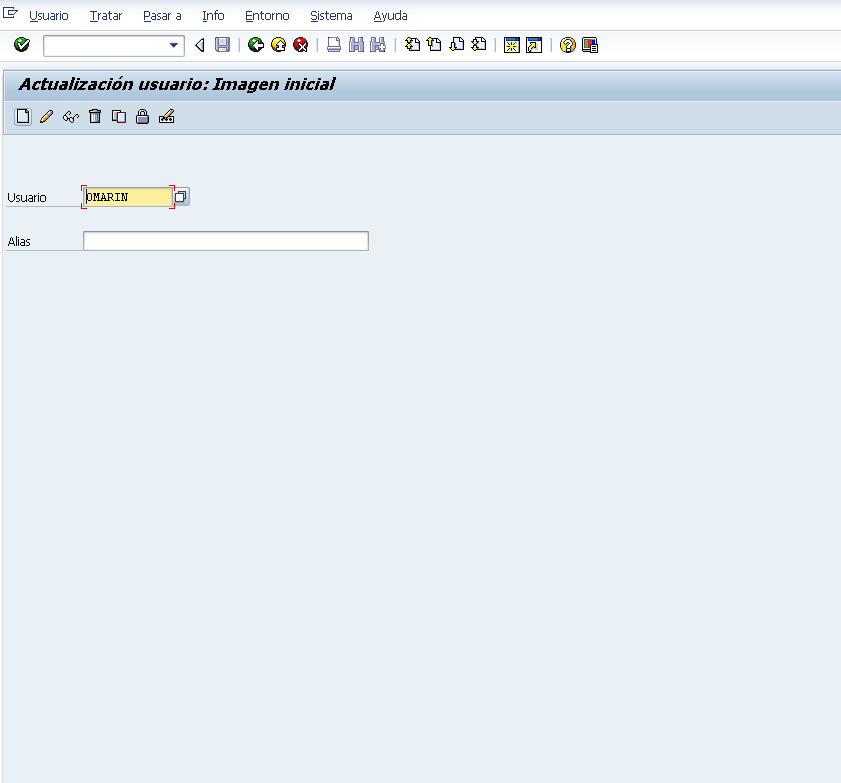 Usuario Tratar Pasar a Info Entorno Sistema Ayuda
Actualización usuario: Imagen inicial
Usuario OMARIN
Alias